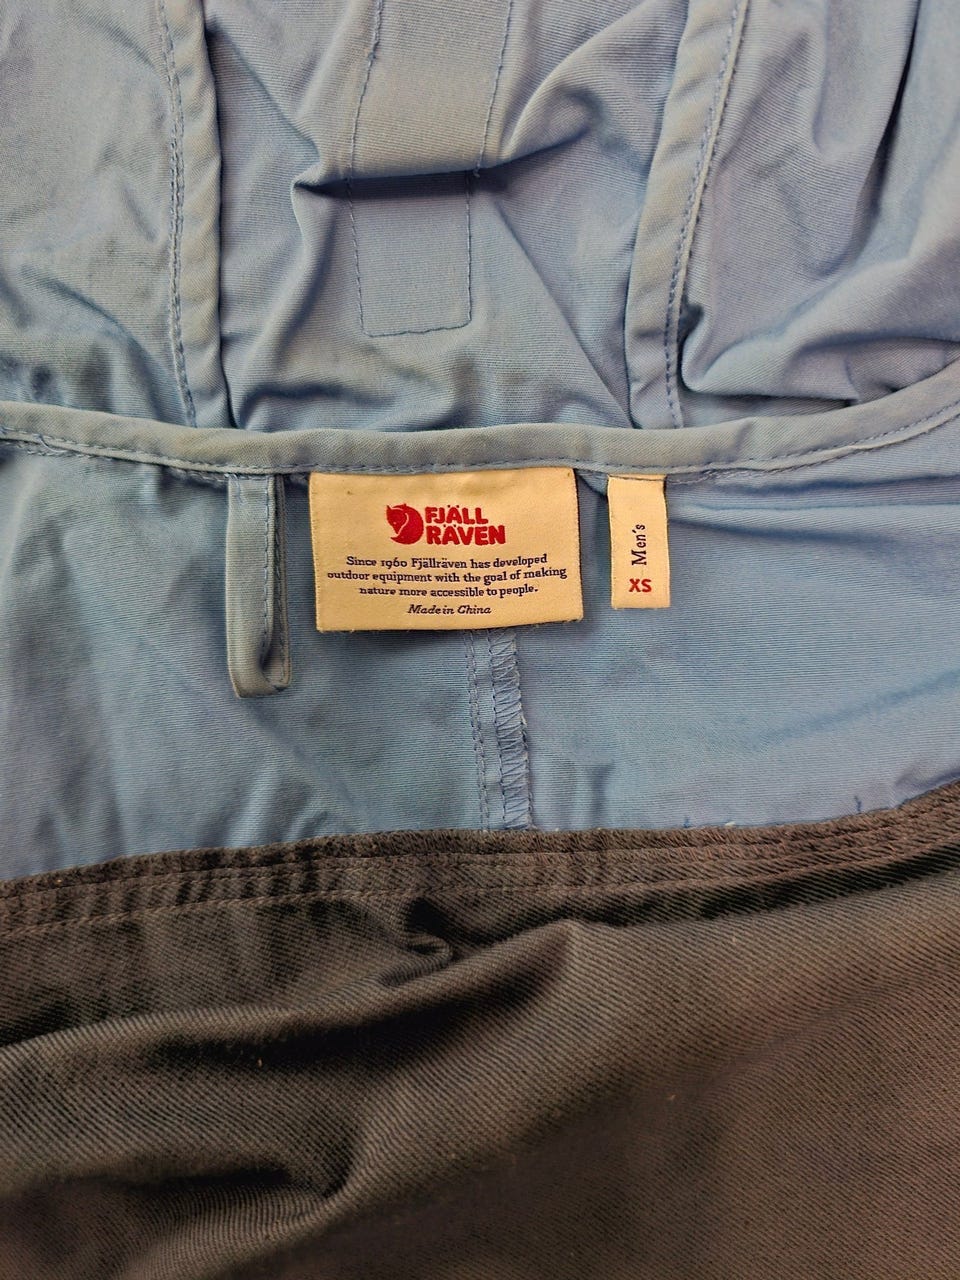 FJÄLL
RÄVEN
Since 1960 Fjällräven has developed
outdoor equipment with the goal of making
nature more accessible to people.
Made in China
Men's
XS